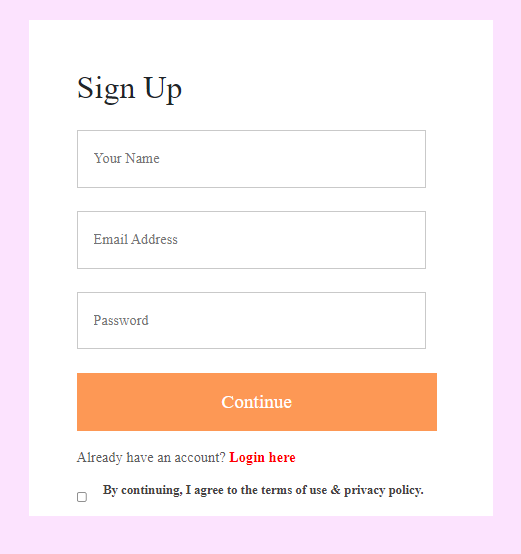 Sign Up
Your Name
Email Address
Password
Continue
Already have an account? Login here
By continuing, I agree to the terms of use & privacy policy.